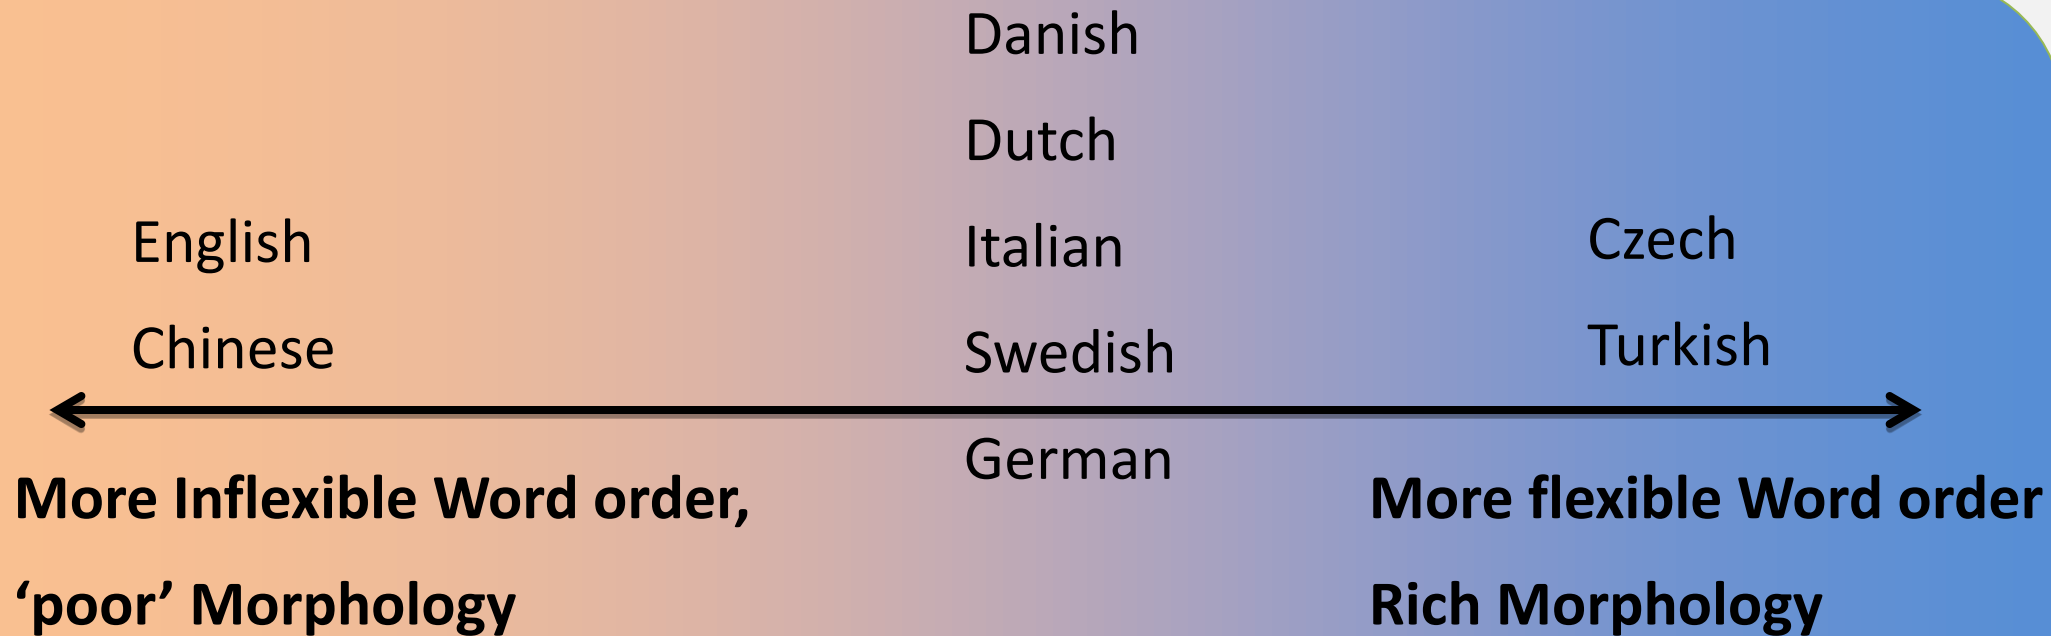 Danish
Dutch
English
Italian
Czech
Chinese
Swedish
Turkish
German
More Inflexible Word order,
‘poor’ Morphology
More flexible Word order
Rich Morphology